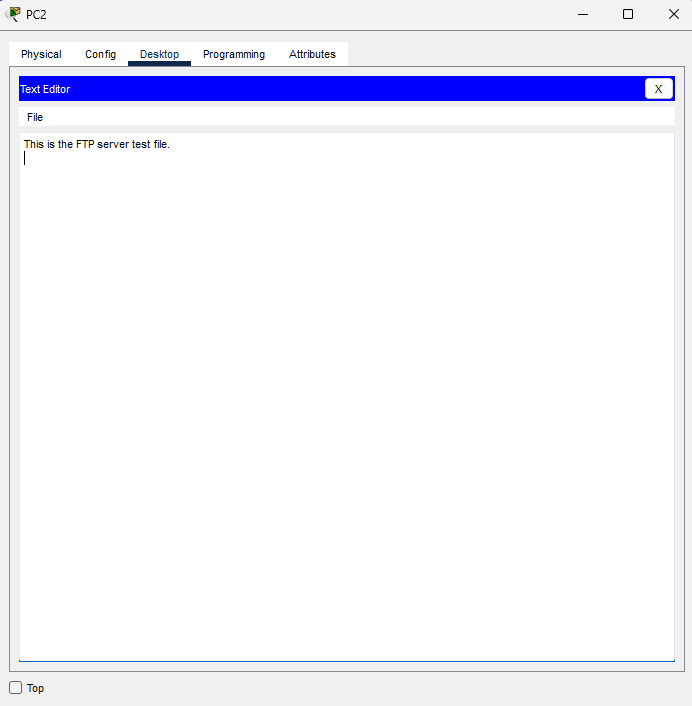 PC2
Physical Config Desktop Programming Attributes
Text Editor X
File
This is the FTP server test file.
Top